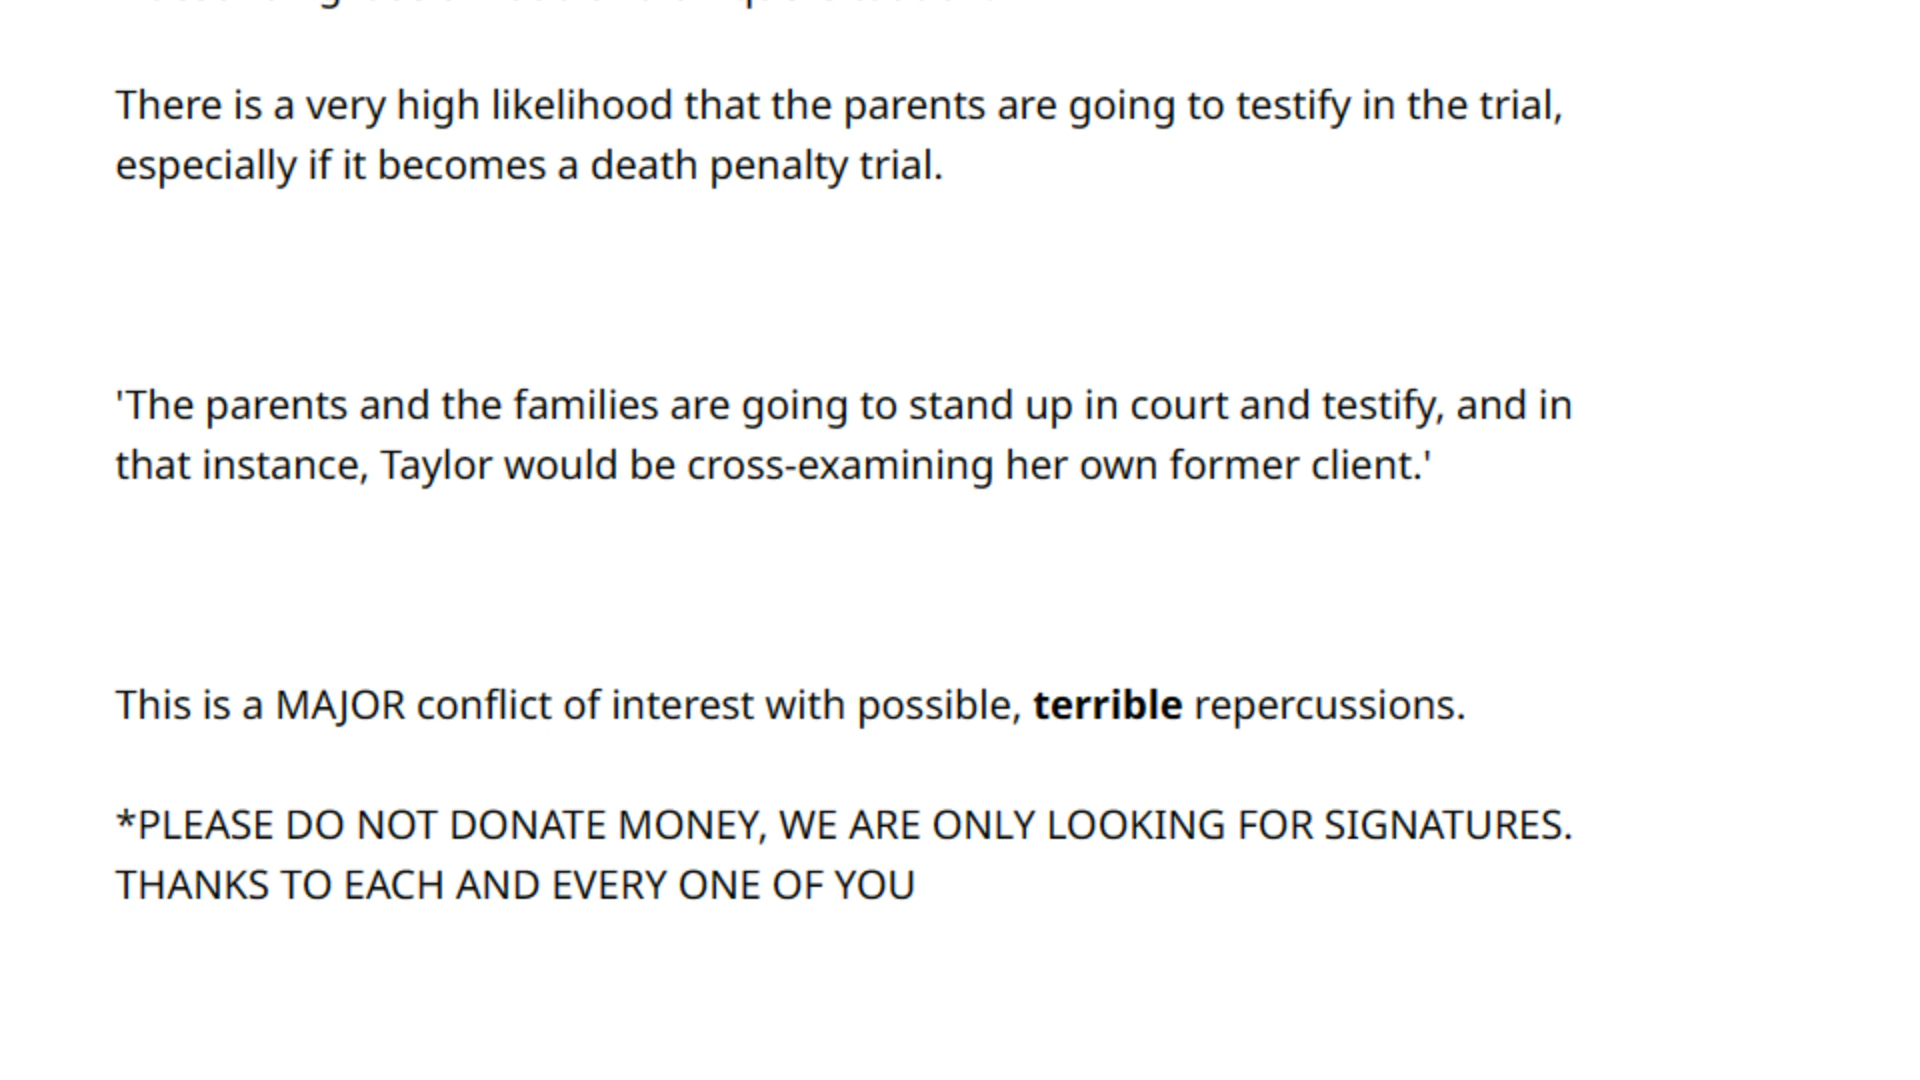 There is a very high likelihood that the parents are going to testify in the trial,
especially if it becomes a death penalty trial.
'The parents and the families are going to stand up in court and testify, and in
that instance, Taylor would be cross-examining her own former client.'
This is a MAJOR conflict of interest with possible, terrible repercussions.
*PLEASE DO NOT DONATE MONEY, WE ARE ONLY LOOKING FOR SIGNATURES.
THANKS TO EACH AND EVERY ONE OF YOU